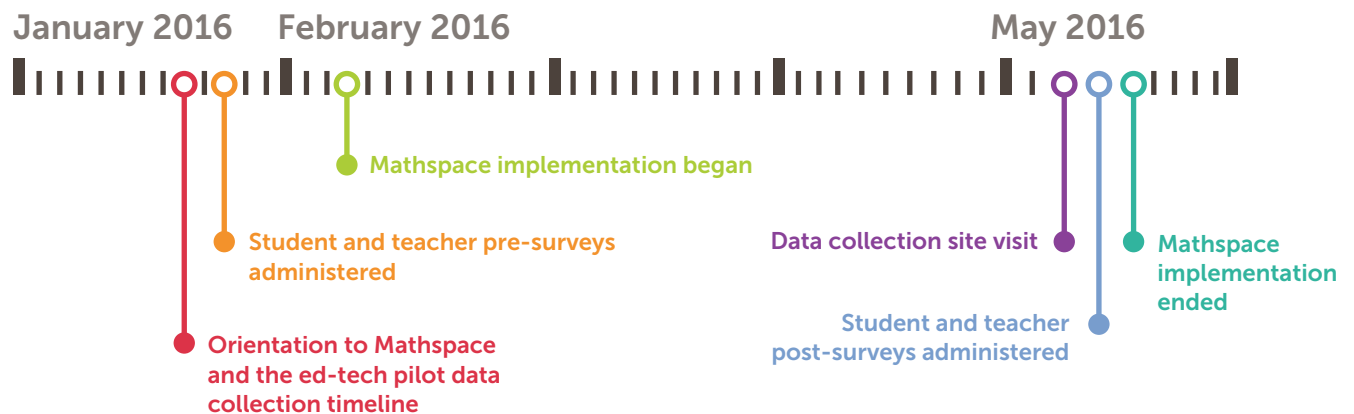 January 2016
February 2016
May 2016
Mathspace implementation began
Student and teacher pre-surveys
administered
Orientation to Mathspace
and the ed-tech pilot data
collection timeline
Data collection site visit
Student and teacher
post-surveys administered
Mathspace
implementation
ended